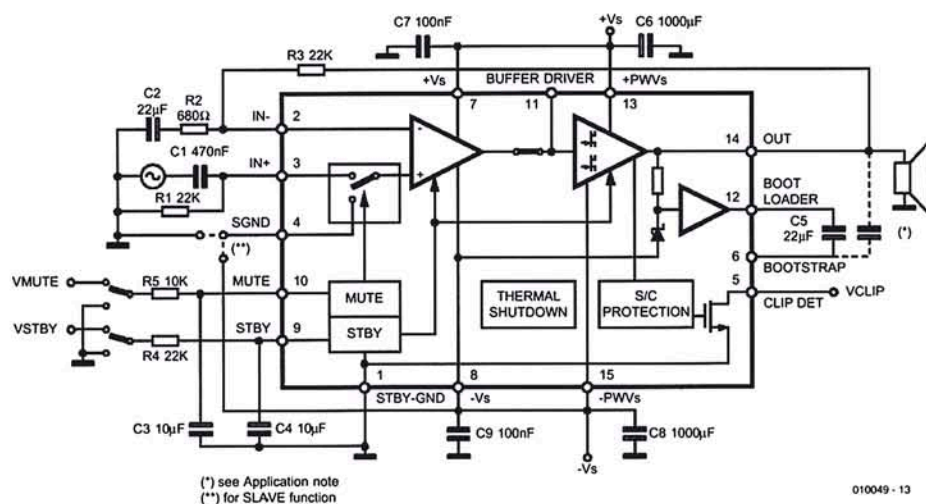 C7 100nF
+Vs
C6 1000µF
R3 22K
+Vs
BUFFER DRIVER
+PWVs
7
11
13
C2
22µF
R2
680Ω
IN-
2
-
14
OUT
C1 470nF
IN+
3
+
R1 22K
12
BOOT
LOADER
SGND
4
C5
22µF
(*)
(**)
6
BOOTSTRAP
VMUTE
R5 10K
MUTE
10
MUTE
THERMAL
SHUTDOWN
S/C
PROTECTION
5
CLIP DET
VCLIP
VSTBY
STBY
9
STBY
R4 22K
1
8
15
STBY-GND
-Vs
-PWVs
C3 10µF
C4 10µF
C9 100nF
C8 1000µF
-Vs
(*) see Application note
(**) for SLAVE function
010049 - 13